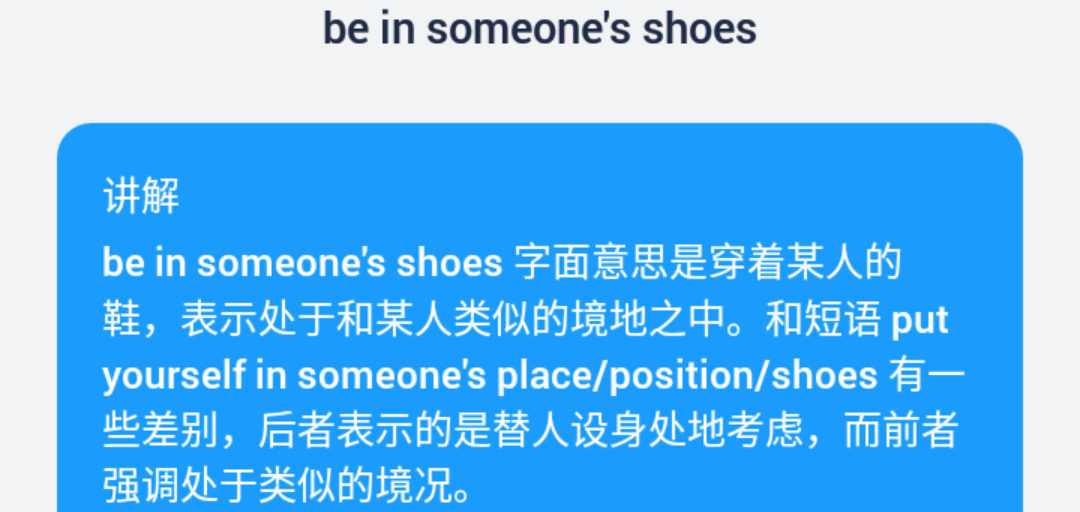 be in someone's shoes
讲解
be in someone's shoes 字面意思是穿着某人的
鞋，表示处于和某人类似的境地之中。和短语 put
yourself in someone's place/position/shoes 有一
些差别，后者表示的是替人设身处地考虑，而前者
强调处于类似的境况。